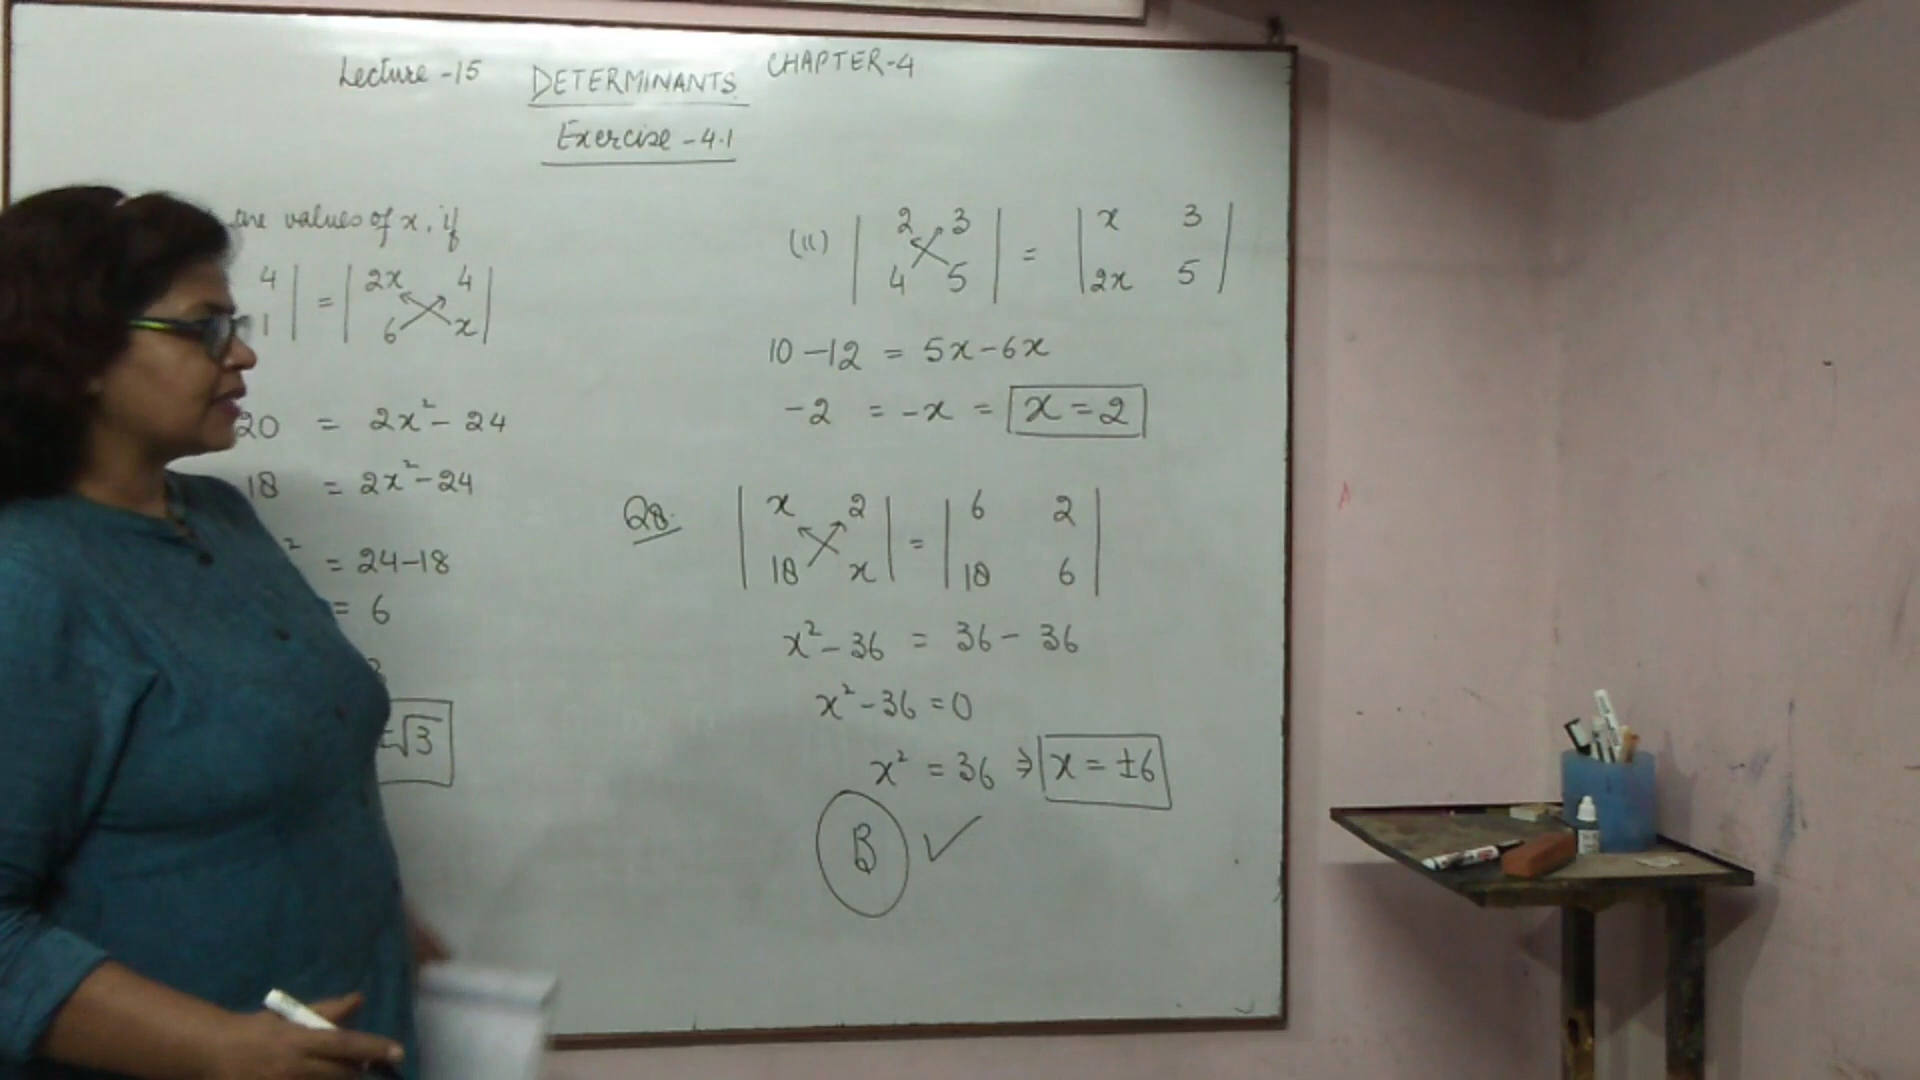 Lecture-15 DETERMINANTS CHAPTER-4
Exercise-4.1
the values of x, if
4 | = | 2x 4 |
1 | | 6 x |
20 = 2x²-24
18 = 2x²-24
² = 24-18
= 6
3
±√3
(ii) | 2 3 | = | x 3 |
| 4 5 | | 2x 5 |
10-12 = 5x-6x
-2 = -x = x=2
Q8. | x 2 | = | 6 2 |
| 18 x | | 18 6 |
x²-36 = 36-36
x²-36=0
x² = 36 ⇒ x=±6
B ✓